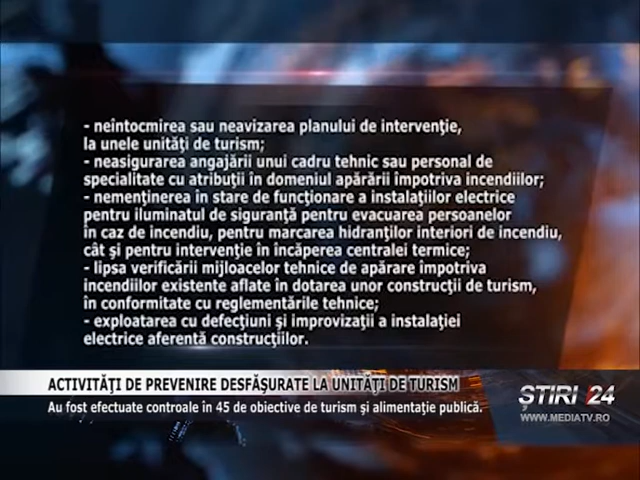 - neîntocmirea sau neavizarea planului de intervenţie,
la unele unităţi de turism;
- neasigurarea angajării unui cadru tehnic sau personal de
specialitate cu atribuţii în domeniul apărării împotriva incendiilor;
- nemenţinerea în stare de funcţionare a instalaţiilor electrice
pentru iluminatul de siguranţă pentru evacuarea persoanelor
în caz de incendiu, pentru marcarea hidranţilor interiori de incendiu,
cât şi pentru intervenţie în încăperea centralei termice;
- lipsa verificării mijloacelor tehnice de apărare împotriva
incendiilor existente aflate în dotarea unor construcţii de turism,
în conformitate cu reglementările tehnice;
- exploatarea cu defecţiuni şi improvizaţii a instalaţiei
electrice aferentă construcţiilor.
ACTIVITĂŢI DE PREVENIRE DESFĂŞURATE LA UNITĂŢI DE TURISM
Au fost efectuate controale în 45 de obiective de turism şi alimentaţie publică.
ȘTIRI 24
WWW.MEDIATV.RO